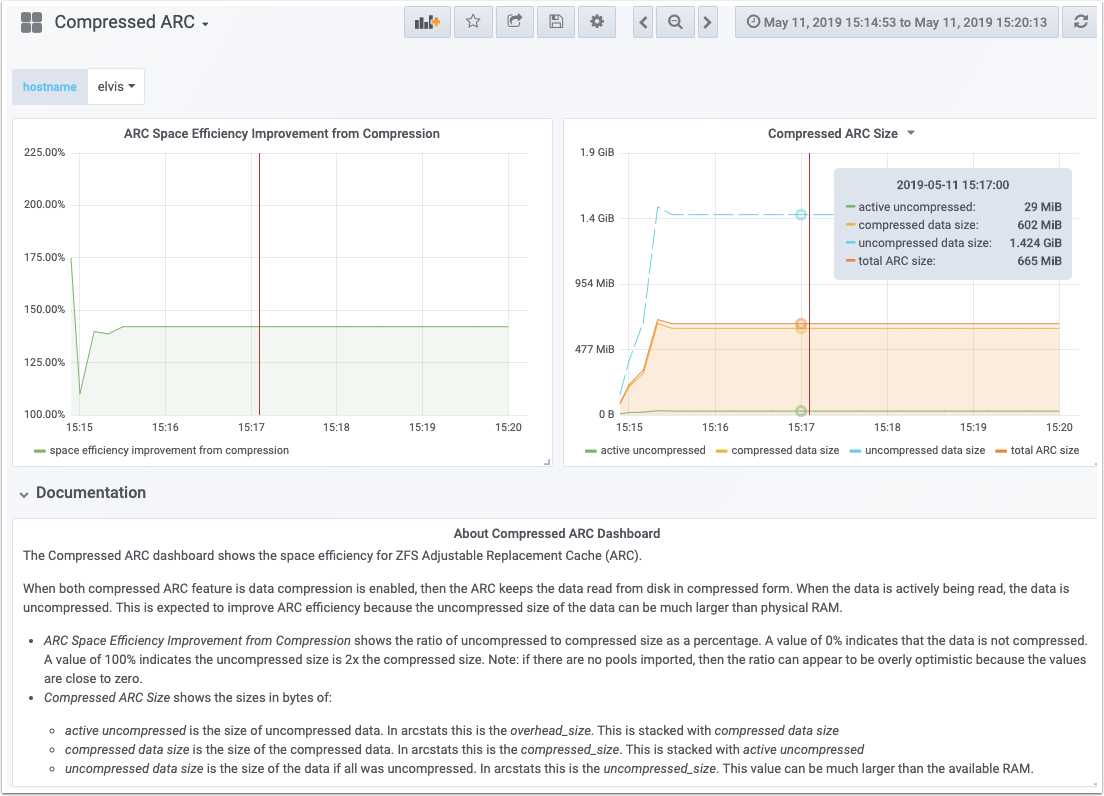 Compressed ARC
May 11, 2019 15:14:53 to May 11, 2019 15:20:13
hostname
elvis
ARC Space Efficiency Improvement from Compression
225.00%
200.00%
175.00%
150.00%
125.00%
100.00%
15:15
15:16
15:17
15:18
15:19
15:20
space efficiency improvement from compression
Compressed ARC Size
1.9 GiB
1.4 GiB
954 MiB
477 MiB
0 B
2019-05-11 15:17:00
active uncompressed: 29 MiB
compressed data size: 602 MiB
uncompressed data size: 1.424 GiB
total ARC size: 665 MiB
15:15
15:16
15:17
15:18
15:19
15:20
active uncompressed
compressed data size
uncompressed data size
total ARC size
Documentation
About Compressed ARC Dashboard
The Compressed ARC dashboard shows the space efficiency for ZFS Adjustable Replacement Cache (ARC).
When both compressed ARC feature is data compression is enabled, then the ARC keeps the data read from disk in compressed form. When the data is actively being read, the data is
uncompressed. This is expected to improve ARC efficiency because the uncompressed size of the data can be much larger than physical RAM.
• ARC Space Efficiency Improvement from Compression shows the ratio of uncompressed to compressed size as a percentage. A value of 0% indicates that the data is not compressed.
A value of 100% indicates the uncompressed size is 2x the compressed size. Note: if there are no pools imported, then the ratio can appear to be overly optimistic because the values
are close to zero.
• Compressed ARC Size shows the sizes in bytes of:
◦ active uncompressed is the size of uncompressed data. In arcstats this is the overhead_size. This is stacked with compressed data size
◦ compressed data size is the size of the compressed data. In arcstats this is the compressed_size. This is stacked with active uncompressed
◦ uncompressed data size is the size of the data if all was uncompressed. In arcstats this is the uncompressed_size. This value can be much larger than the available RAM.